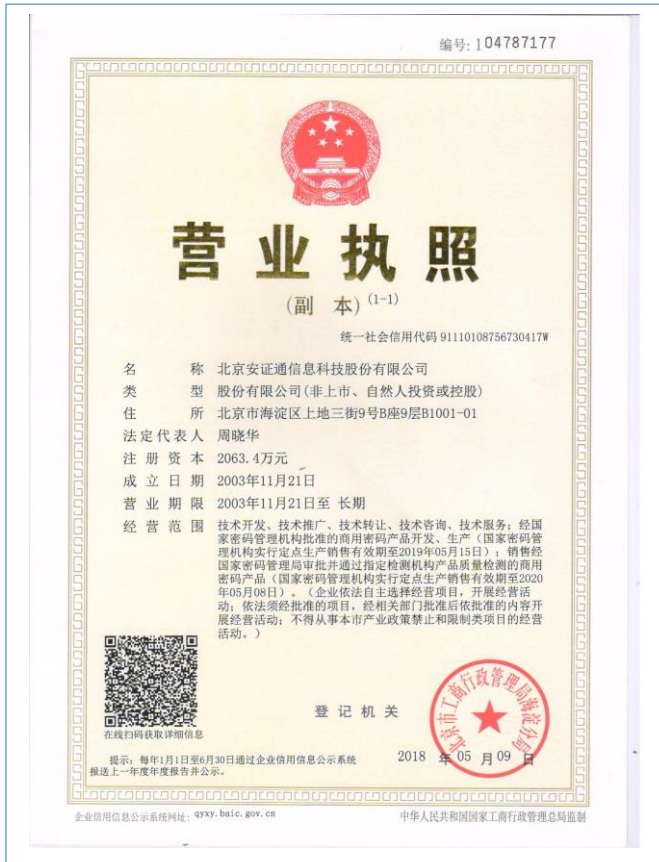 编号: 104787177
营业执照
(副 本) (1-1)
统一社会信用代码 91110108756730417W
名 称 北京安证通信息科技股份有限公司
类 型 股份有限公司(非上市、自然人投资或控股)
住 所 北京市海淀区上地三街9号B座9层B1001-01
法定代表人 周晓华
注册资本 2063.4万元
成立日期 2003年11月21日
营业期限 2003年11月21日至 长期
经营范围 技术开发、技术推广、技术转让、技术咨询、技术服务；经国
家密码管理机构批准的商用密码产品开发、生产（国家密码管
理机构实行定点生产销售有效期至2019年05月15日）；销售经
国家密码管理局审批并通过指定检测机构产品质量检测的商用
密码产品（国家密码管理机构实行定点生产销售有效期至2020
年05月08日）。（企业依法自主选择经营项目，开展经营活
动；依法须经批准的项目，经相关部门批准后依批准的内容开
展经营活动；不得从事本市产业政策禁止和限制类项目的经营
活动。）
在线扫码获取详细信息
登记机关
北京市工商行政管理局海淀分局
2018 年 05 月 09 日
提示：每年1月1日至6月30日通过企业信用信息公示系统
报送上一年度年度报告并公示。
企业信用信息公示系统网址: qyxy.baic.gov.cn
中华人民共和国国家工商行政管理总局监制